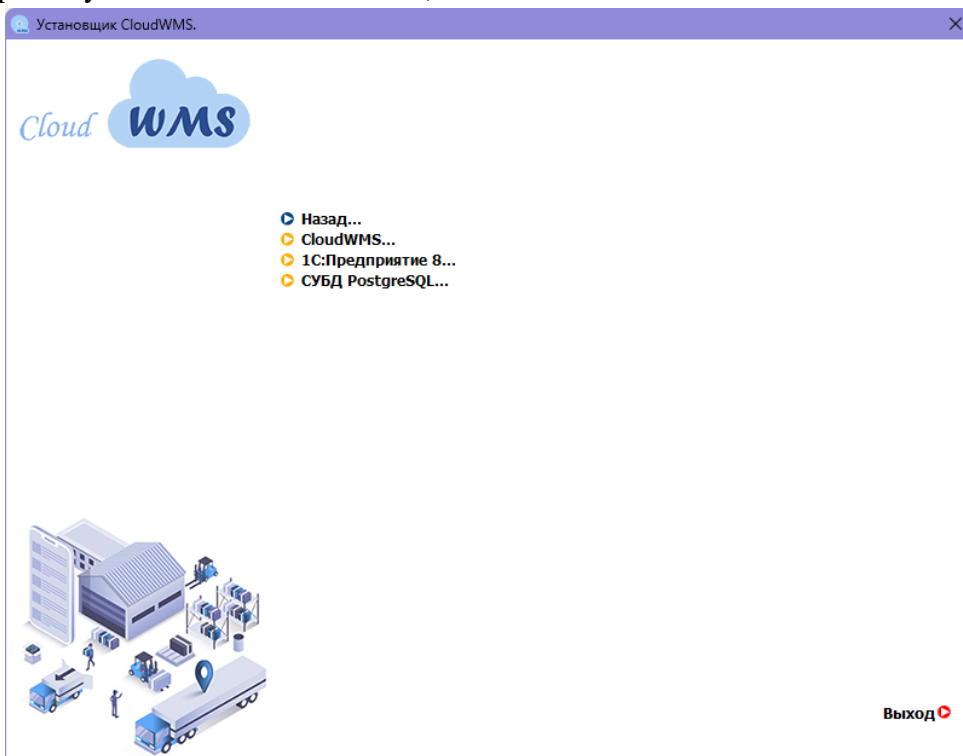 Установщик CloudWMS.
Cloud WMS
Назад...
CloudWMS...
1С:Предприятие 8...
СУБД PostgreSQL...
Выход